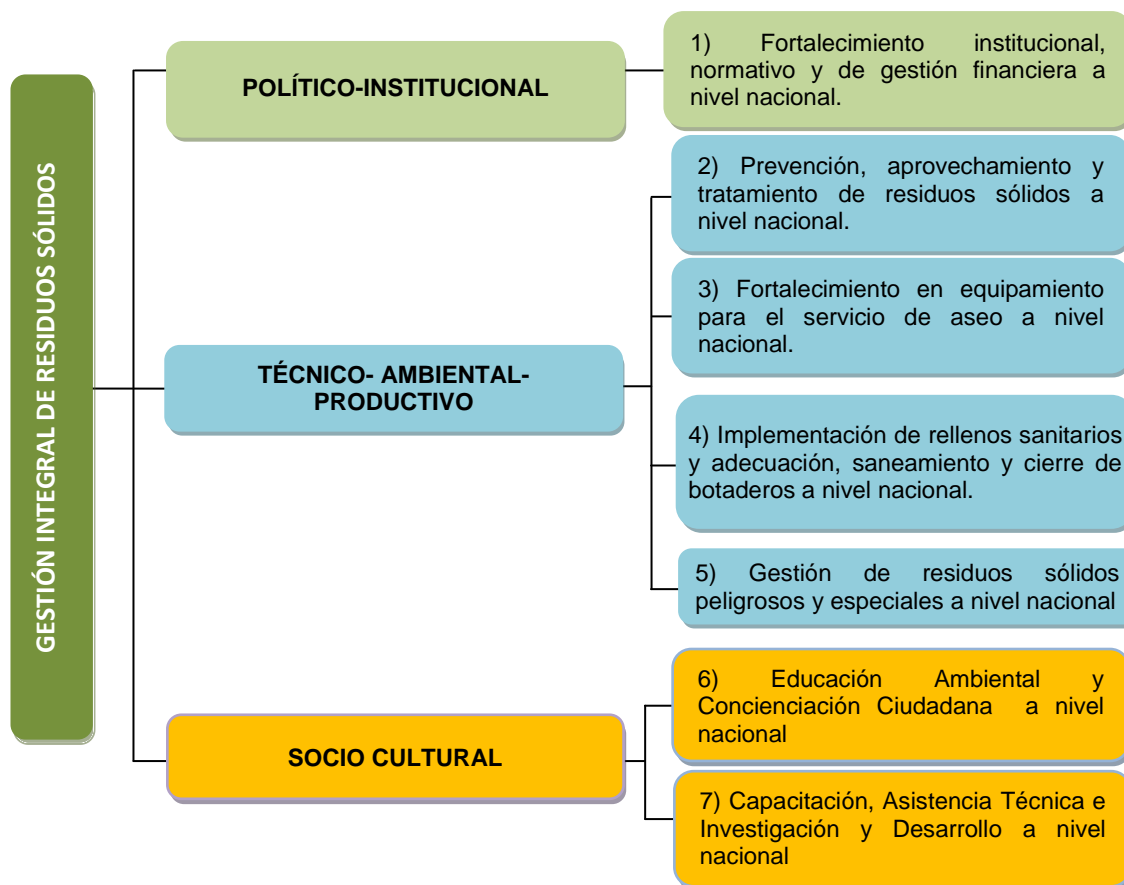 GESTIÓN INTEGRAL DE RESIDUOS SÓLIDOS
POLÍTICO-INSTITUCIONAL
1) Fortalecimiento institucional,
normativo y de gestión financiera a
nivel nacional.
TÉCNICO- AMBIENTAL-
PRODUCTIVO
2) Prevención, aprovechamiento y
tratamiento de residuos sólidos a
nivel nacional.
3) Fortalecimiento en equipamiento
para el servicio de aseo a nivel
nacional.
4) Implementación de rellenos sanitarios
y adecuación, saneamiento y cierre de
botaderos a nivel nacional.
5) Gestión de residuos sólidos
peligrosos y especiales a nivel nacional
SOCIO CULTURAL
6) Educación Ambiental y
Concienciación Ciudadana a nivel
nacional
7) Capacitación, Asistencia Técnica e
Investigación y Desarrollo a nivel
nacional